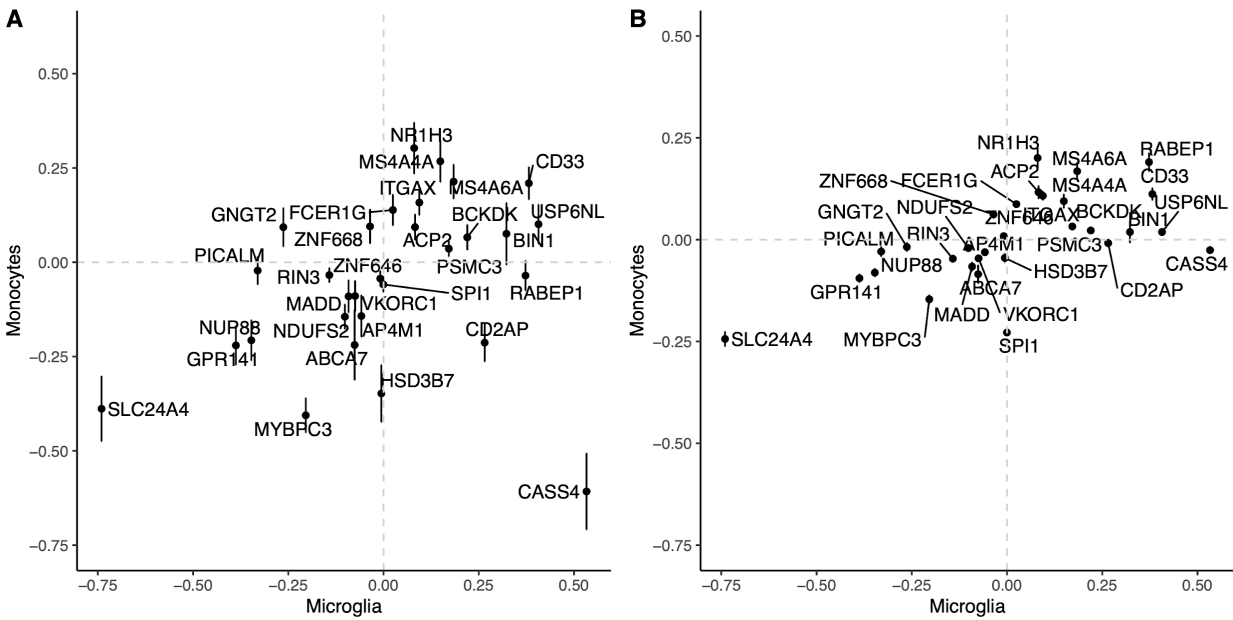 A
Monocytes
0.50
0.25
0.00
−0.25
−0.50
−0.75
NR1H3
MS4A4A
CD33
ITGAX
MS4A6A
GNGT2
FCER1G
BCKDK
USP6NL
ZNF668
ACP2
BIN1
PICALM
ZNF646
PSMC3
RIN3
SPI1
RABEP1
MADD
VKORC1
NUP88
NDUFS2
AP4M1
CD2AP
GPR141
ABCA7
HSD3B7
SLC24A4
MYBPC3
CASS4
−0.75
−0.50
−0.25
0.00
0.25
0.50
Microglia
B
Monocytes
0.50
0.25
0.00
−0.25
−0.50
−0.75
NR1H3
RABEP1
MS4A6A
ACP2
CD33
ZNF668
FCER1G
MS4A4A
USP6NL
GNGT2
NDUFS2
ZNF646
ITGAX
BCKDK
BIN1
PICALM
RIN3
AP4M1
PSMC3
NUP88
HSD3B7
CASS4
GPR141
ABCA7
CD2AP
MADD
VKORC1
SLC24A4
MYBPC3
SPI1
−0.75
−0.50
−0.25
0.00
0.25
0.50
Microglia